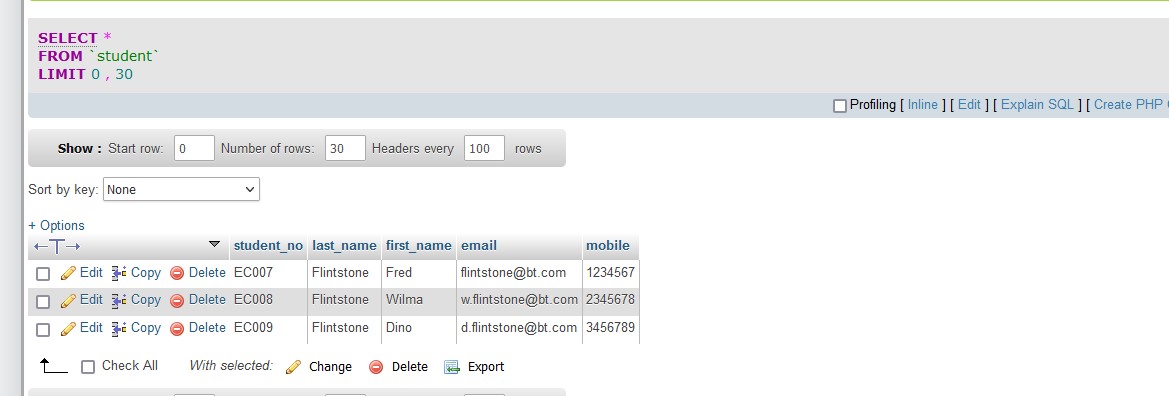 SELECT *
FROM `student`
LIMIT 0 , 30
Profiling [ Inline ] [ Edit ] [ Explain SQL ] [ Create PHP
Show : Start row: 0 Number of rows: 30 Headers every 100 rows
Sort by key: None
+ Options
←T→ student_no last_name first_name email mobile
Edit Copy Delete EC007 Flintstone Fred flintstone@bt.com 1234567
Edit Copy Delete EC008 Flintstone Wilma w.flintstone@bt.com 2345678
Edit Copy Delete EC009 Flintstone Dino d.flintstone@bt.com 3456789
Check All With selected: Change Delete Export